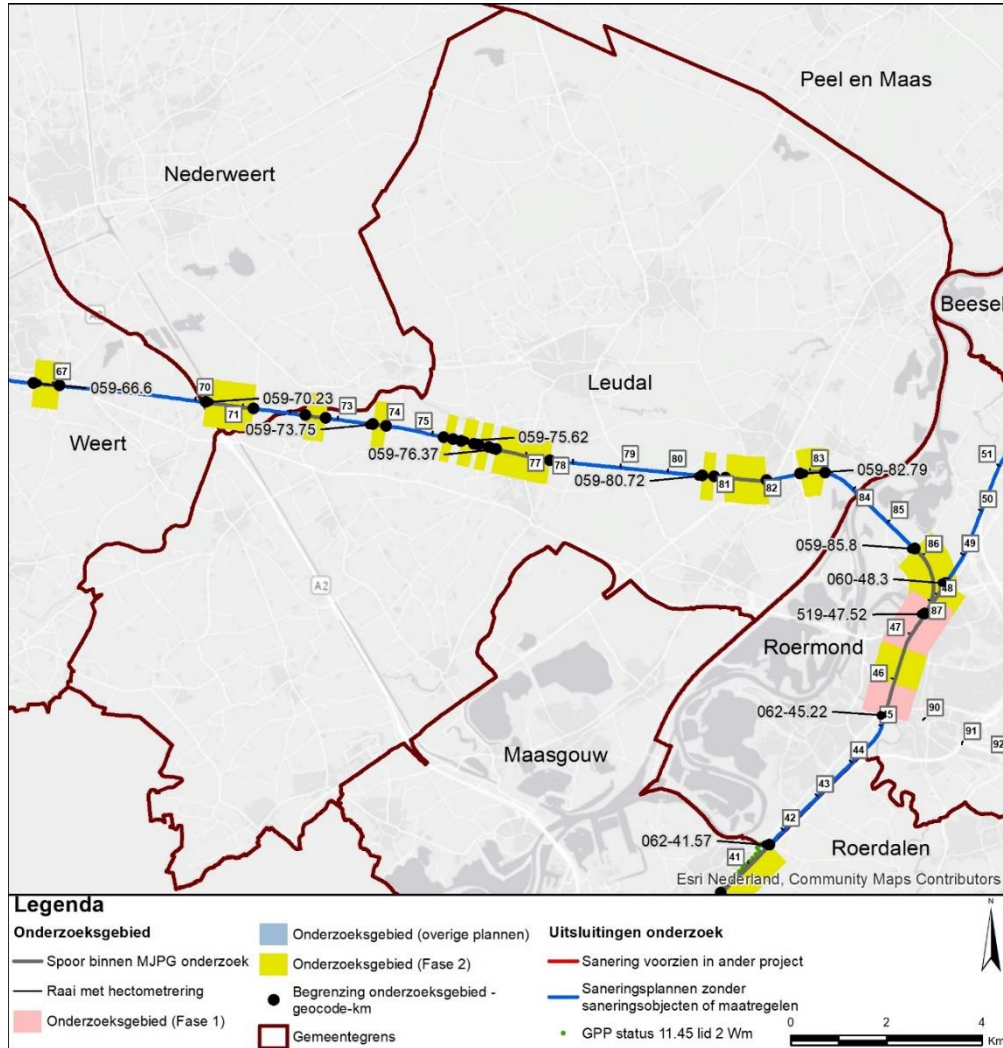 Peel en Maas
Nederweert
Beesel
Leudal
67
059-66.6
70
71
059-70.23
73
059-73.75
74
75
059-75.62
059-76.37
77
78
79
80
059-80.72
81
82
83
059-82.79
51
50
84
85
49
059-85.8
86
060-48.3
48
519-47.52
87
47
Weert
A2
Roermond
46
062-45.22
45
90
91
92
44
Maasgouw
43
42
062-41.57
41
Roerdalen
Esri Nederland, Community Maps Contributors
Legenda
Onderzoeksgebied
Spoor binnen MJPG onderzoek
Raai met hectometrering
Onderzoeksgebied (Fase 1)
Onderzoeksgebied (overige plannen)
Onderzoeksgebied (Fase 2)
Begrenzing onderzoeksgebied -
geocode-km
Gemeentegrens
Uitsluitingen onderzoek
Sanering voorzien in ander project
Saneringsplannen zonder
saneringsobjecten of maatregelen
GPP status 11.45 lid 2 Wm
N
0 2 4
Km